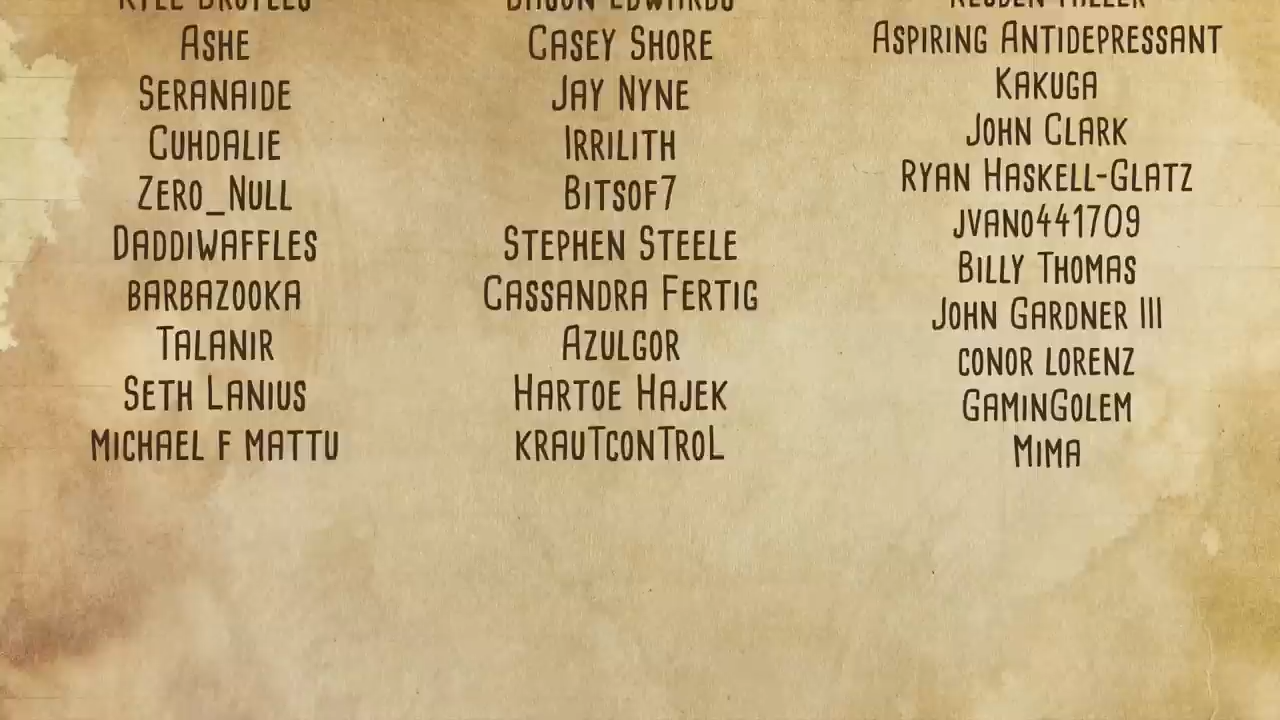 Ashe
Seranaide
Cuhdalie
Zero_Null
DaddiWaffles
barbazooka
Talanir
Seth Lanius
Michael F Mattu
Casey Shore
Jay Nyne
Irrilith
Bitsof7
Stephen Steele
Cassandra Fertig
Azulgor
Hartoe Hajek
KrauTconTroL
Aspiring Antidepressant
Kakuga
John Clark
Ryan Haskell-Glatz
jvano441709
Billy Thomas
John Gardner III
conor lorenz
GaminGolem
Mima